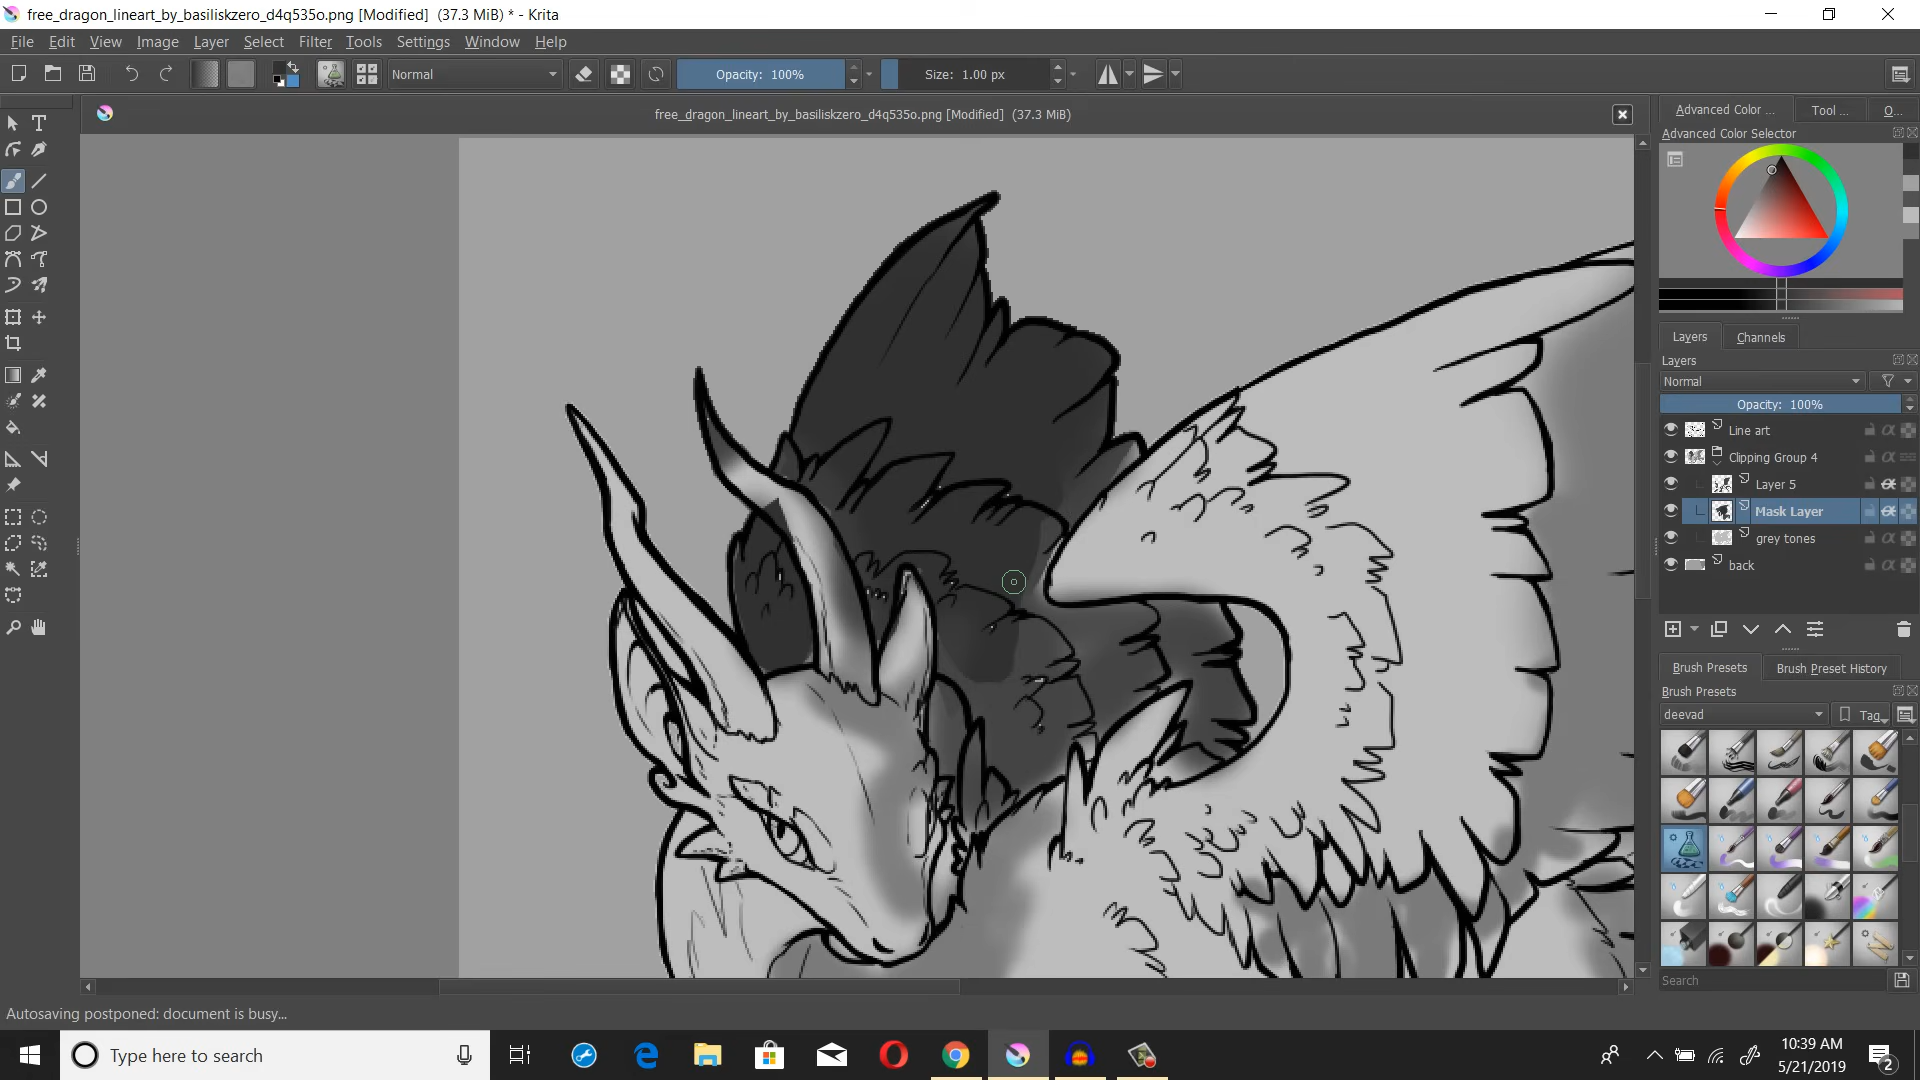 free_dragon_lineart_by_basiliskzero_d4q535o.png [Modified]  (37.3 MiB) * - Krita
File Edit View Image Layer Select Filter Tools Settings Window Help
Normal Opacity: 100% Size: 1.00 px
free_dragon_lineart_by_basiliskzero_d4q535o.png [Modified]  (37.3 MiB)
Advanced Color ... Tool ... O...
Advanced Color Selector
Layers Channels
Layers
Normal
Opacity: 100%
Line art
Clipping Group 4
Layer 5
Mask Layer
grey tones
back
Brush Presets Brush Preset History
Brush Presets
deevad Tag
Search
Autosaving postponed: document is busy...
Type here to search
10:39 AM
5/21/2019
2